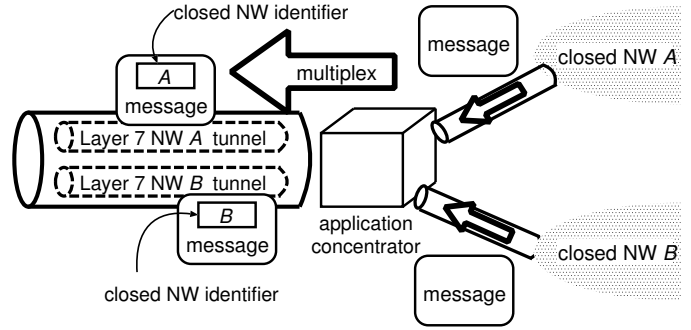 closed NW identifier
A
message
multiplex
message
closed NW A
Layer 7 NW A tunnel
Layer 7 NW B tunnel
B
message
application
concentrator
closed NW B
closed NW identifier
message